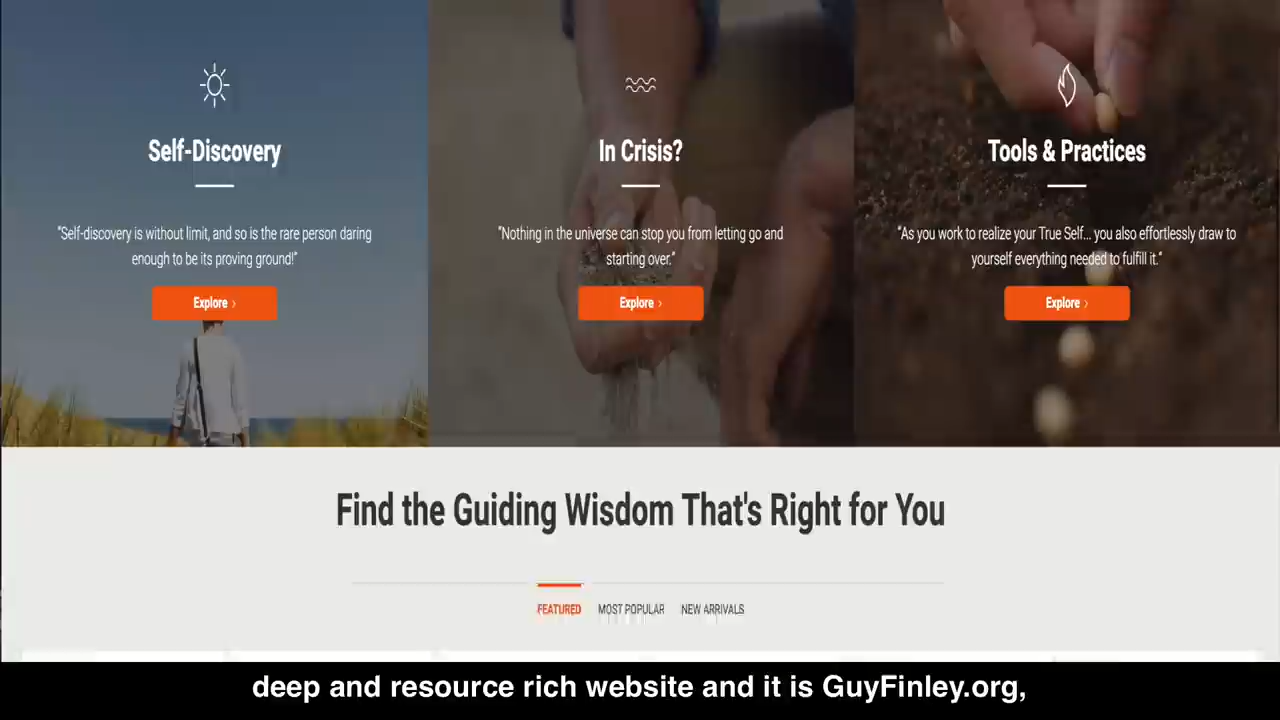 Self-Discovery
"Self-discovery is without limit, and so is the rare person daring
enough to be its proving ground!"
Explore ›
In Crisis?
"Nothing in the universe can stop you from letting go and
starting over."
Explore ›
Tools & Practices
"As you work to realize your True Self... you also effortlessly draw to
yourself everything needed to fulfill it."
Explore ›
Find the Guiding Wisdom That's Right for You
FEATURED MOST POPULAR NEW ARRIVALS
deep and resource rich website and it is GuyFinley.org,